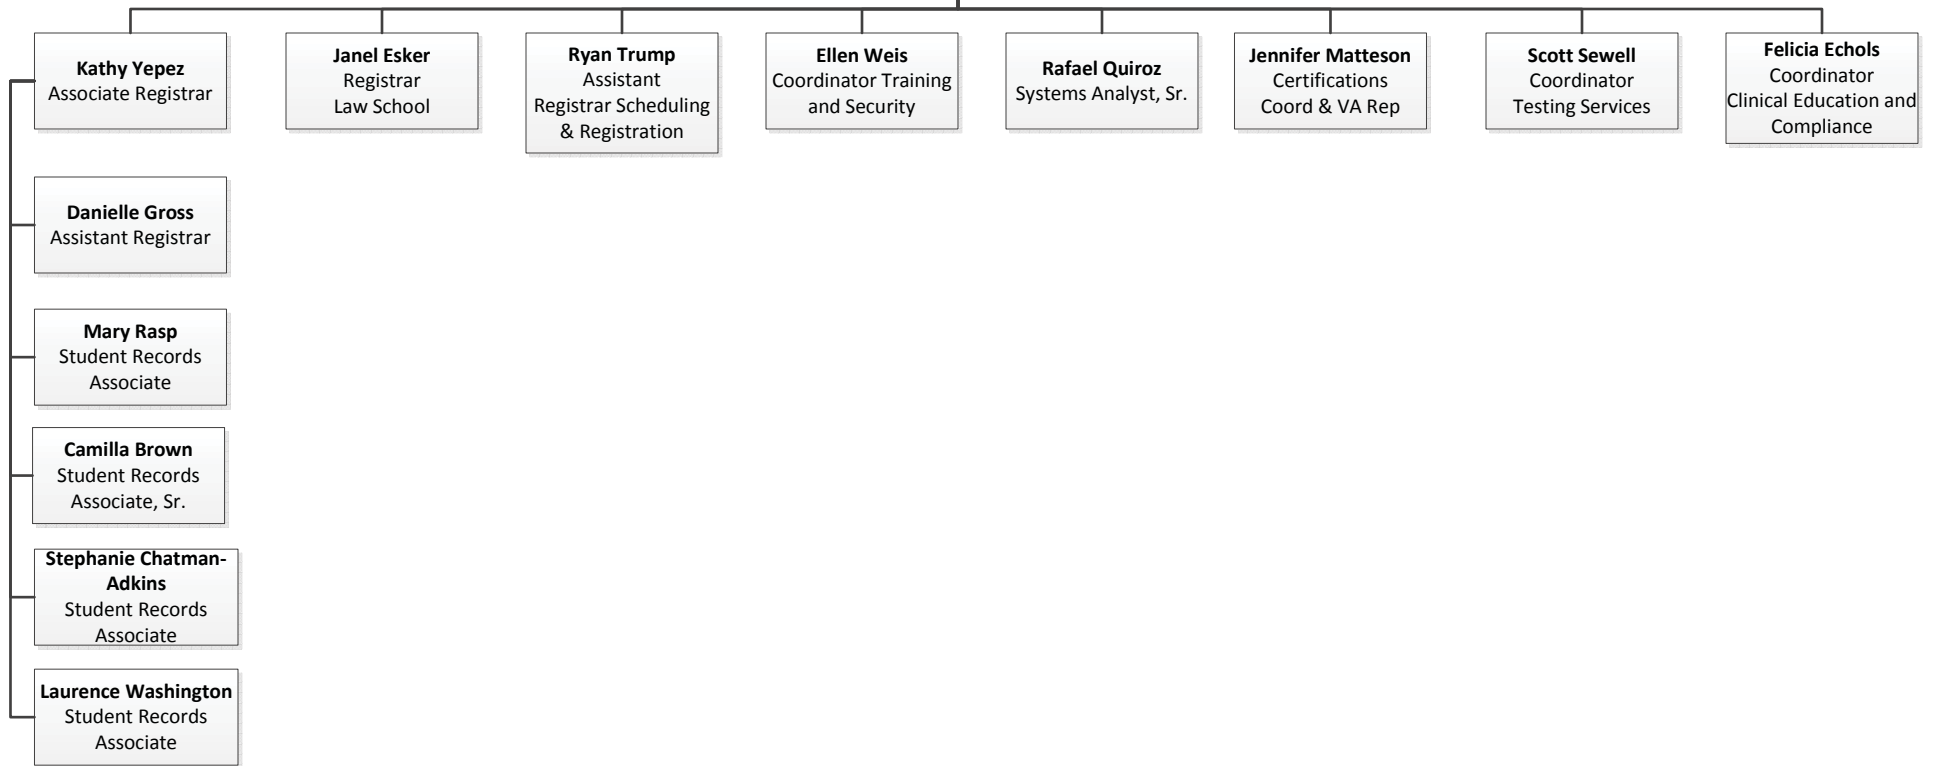 Kathy Yepez
Associate Registrar
Janel Esker
Registrar
Law School
Ryan Trump
Assistant
Registrar Scheduling
& Registration
Ellen Weis
Coordinator Training
and Security
Rafael Quiroz
Systems Analyst, Sr.
Jennifer Matteson
Certifications
Coord & VA Rep
Scott Sewell
Coordinator
Testing Services
Felicia Echols
Coordinator
Clinical Education and
Compliance
Danielle Gross
Assistant Registrar
Mary Rasp
Student Records
Associate
Camilla Brown
Student Records
Associate, Sr.
Stephanie Chatman-
Adkins
Student Records
Associate
Laurence Washington
Student Records
Associate